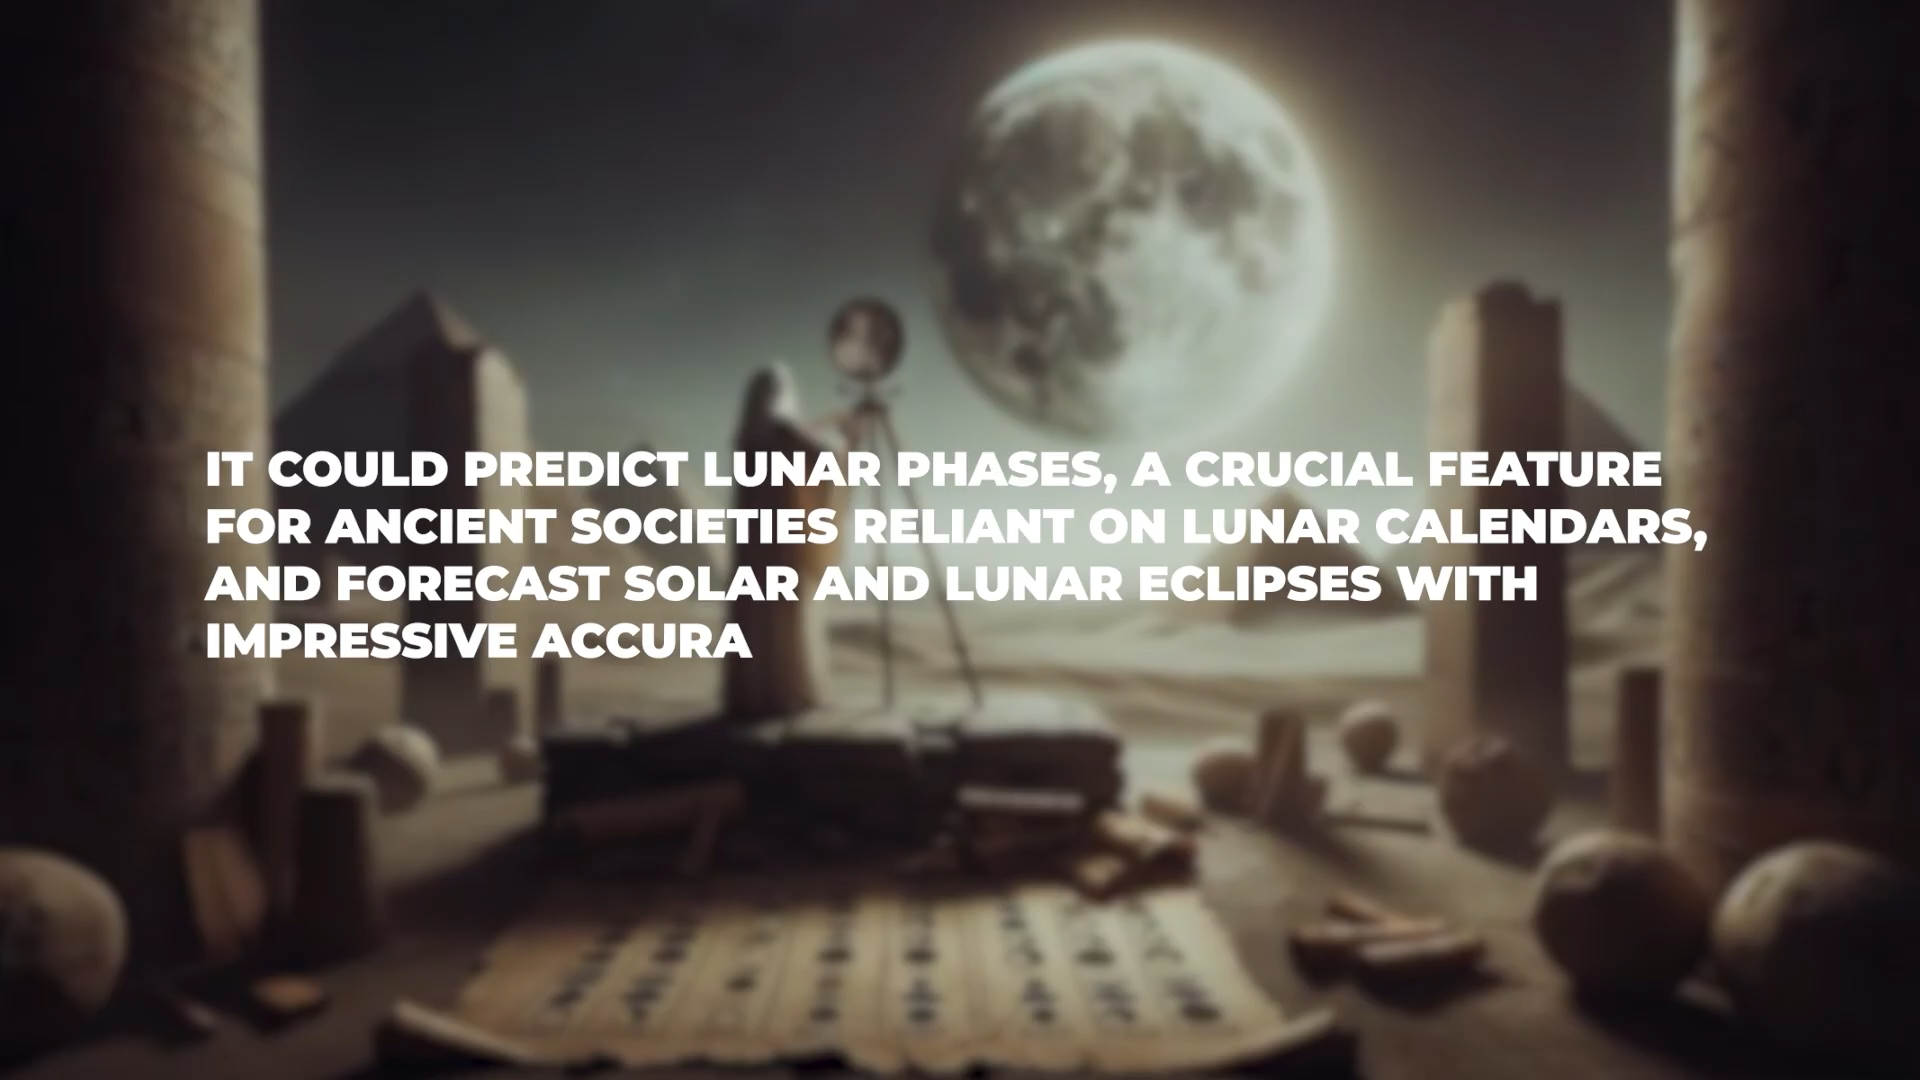 IT COULD PREDICT LUNAR PHASES, A CRUCIAL FEATURE
FOR ANCIENT SOCIETIES RELIANT ON LUNAR CALENDARS,
AND FORECAST SOLAR AND LUNAR ECLIPSES WITH
IMPRESSIVE ACCURA